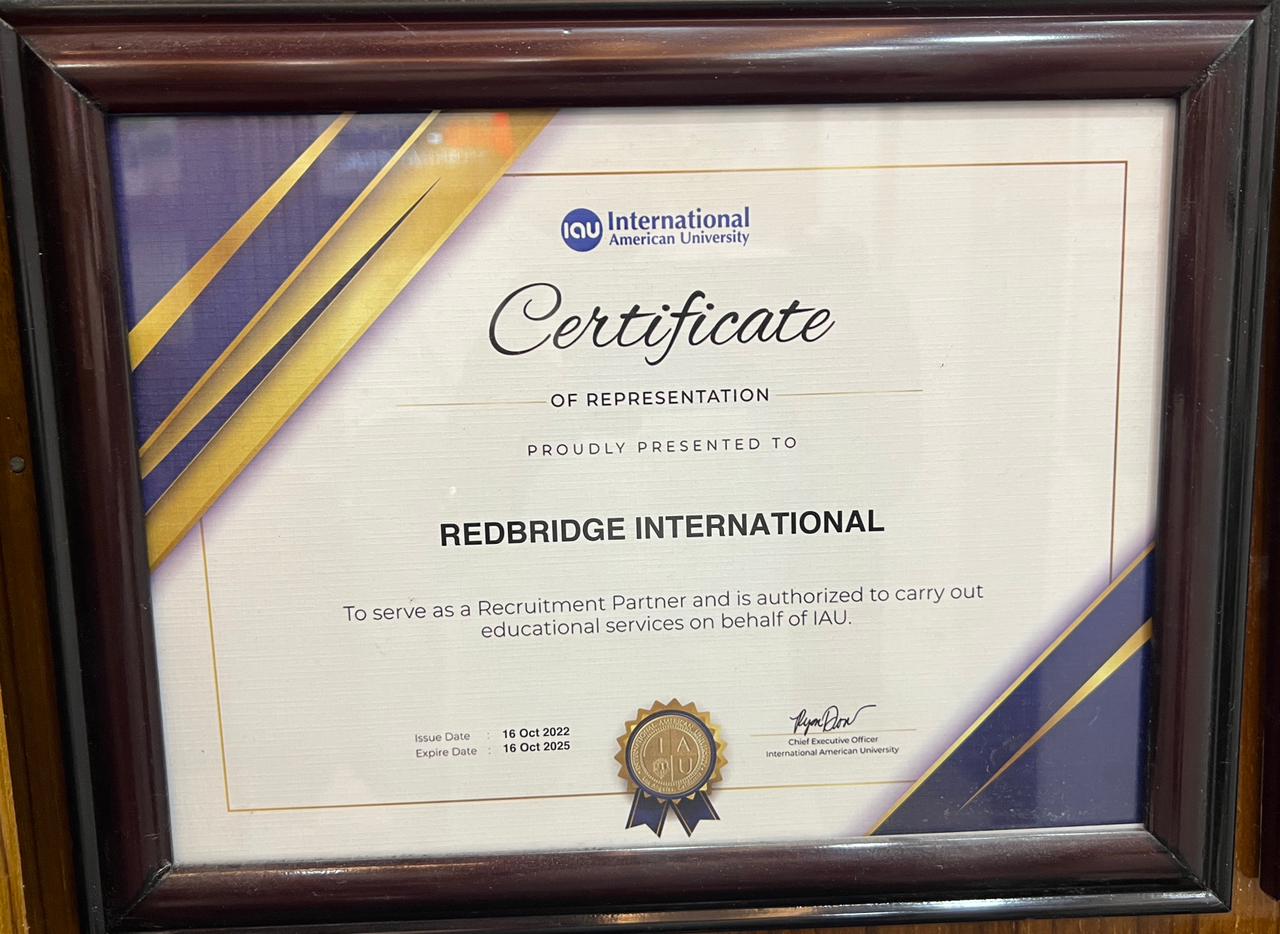 IAU International
American University
Certificate
OF REPRESENTATION
PROUDLY PRESENTED TO
REDBRIDGE INTERNATIONAL
To serve as a Recruitment Partner and is authorized to carry out
educational services on behalf of IAU.
Issue Date : 16 Oct 2022
Expire Date : 16 Oct 2025
I A
U
Chief Executive Officer
International American University